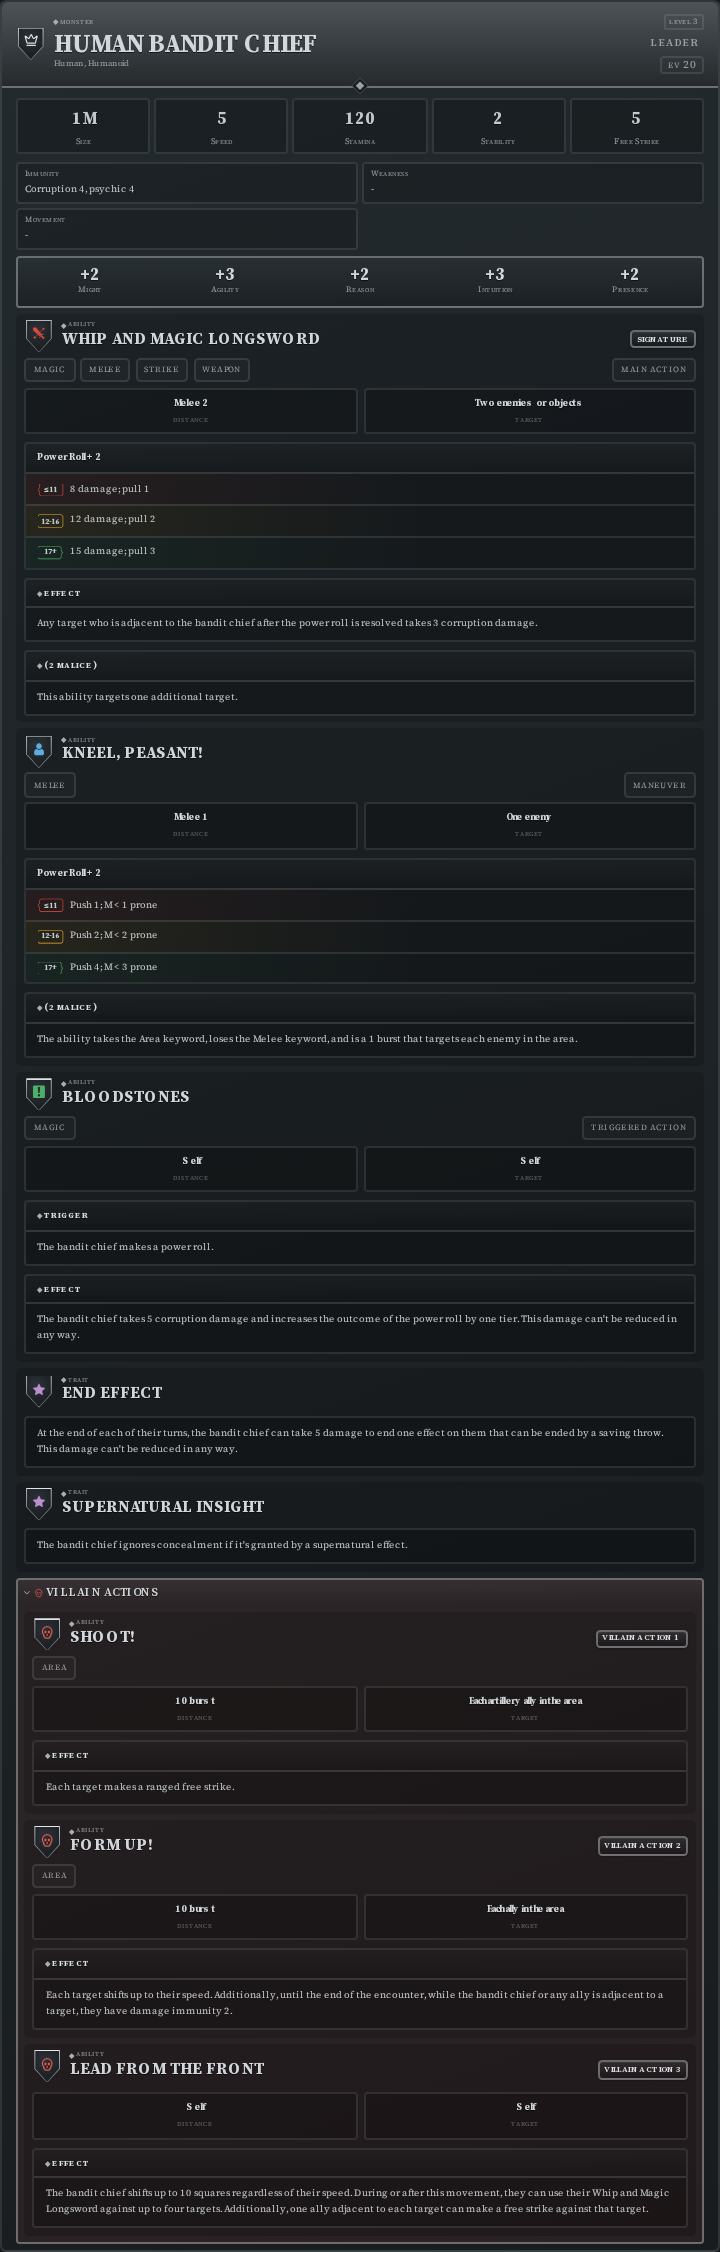 MONSTER
HUMAN BANDIT CHIEF
Human, Humanoid
LEVEL 3
LEADER
EV 20
1M
SIZE
5
SPEED
120
STAMINA
2
STABILITY
5
FREE STRIKE
IMMUNITY
Corruption 4, psychic 4
WEAKNESS
-
MOVEMENT
-
+2
MIGHT
+3
AGILITY
+2
REASON
+3
INTUITION
+2
PRESENCE
ABILITY
WHIP AND MAGIC LONGSWORD
SIGNATURE
MAGIC MELEE STRIKE WEAPON
MAIN ACTION
Melee 2
DISTANCE
Two enemies or objects
TARGET
Power Roll + 2
≤11 8 damage; pull 1
12-16 12 damage; pull 2
17+ 15 damage; pull 3
EFFECT
Any target who is adjacent to the bandit chief after the power roll is resolved takes 3 corruption damage.
(2 MALICE)
This ability targets one additional target.
ABILITY
KNEEL, PEASANT!
MELEE
MANEUVER
Melee 1
DISTANCE
One enemy
TARGET
Power Roll + 2
≤11 Push 1; M < 1 prone
12-16 Push 2; M < 2 prone
17+ Push 4; M < 3 prone
(2 MALICE)
The ability takes the Area keyword, loses the Melee keyword, and is a 1 burst that targets each enemy in the area.
ABILITY
BLOODSTONES
MAGIC
TRIGGERED ACTION
Self
DISTANCE
Self
TARGET
TRIGGER
The bandit chief makes a power roll.
EFFECT
The bandit chief takes 5 corruption damage and increases the outcome of the power roll by one tier. This damage can't be reduced in
any way.
TRAIT
END EFFECT
At the end of each of their turns, the bandit chief can take 5 damage to end one effect on them that can be ended by a saving throw.
This damage can't be reduced in any way.
TRAIT
SUPERNATURAL INSIGHT
The bandit chief ignores concealment if it's granted by a supernatural effect.
VILLAIN ACTIONS
ABILITY
SHOOT!
VILLAIN ACTION 1
AREA
10 burst
DISTANCE
Each artillery ally in the area
TARGET
EFFECT
Each target makes a ranged free strike.
ABILITY
FORM UP!
VILLAIN ACTION 2
AREA
10 burst
DISTANCE
Each ally in the area
TARGET
EFFECT
Each target shifts up to their speed. Additionally, until the end of the encounter, while the bandit chief or any ally is adjacent to a
target, they have damage immunity 2.
ABILITY
LEAD FROM THE FRONT
VILLAIN ACTION 3
Self
DISTANCE
Self
TARGET
EFFECT
The bandit chief shifts up to 10 squares regardless of their speed. During or after this movement, they can use their Whip and Magic
Longsword against up to four targets. Additionally, one ally adjacent to each target can make a free strike against that target.